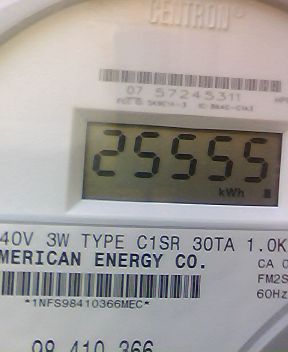 CENTRON®
07 57245311
25555
kWh
40V 3W TYPE C1SR 30TA 1.0K
MERICAN ENERGY CO.
CA 0
FM2S
60Hz
*1NFS98410366MEC*
98 410 366